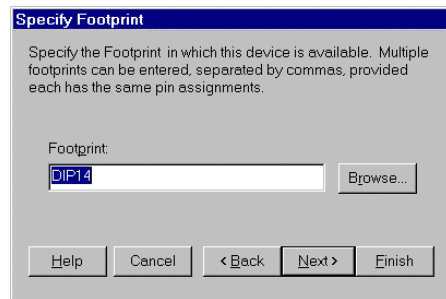 Specify Footprint
Specify the Footprint in which this device is available. Multiple
footprints can be entered, separated by commas, provided
each has the same pin assignments.
Footprint:
DIP14
Browse...
Help
Cancel
< Back
Next >
Finish